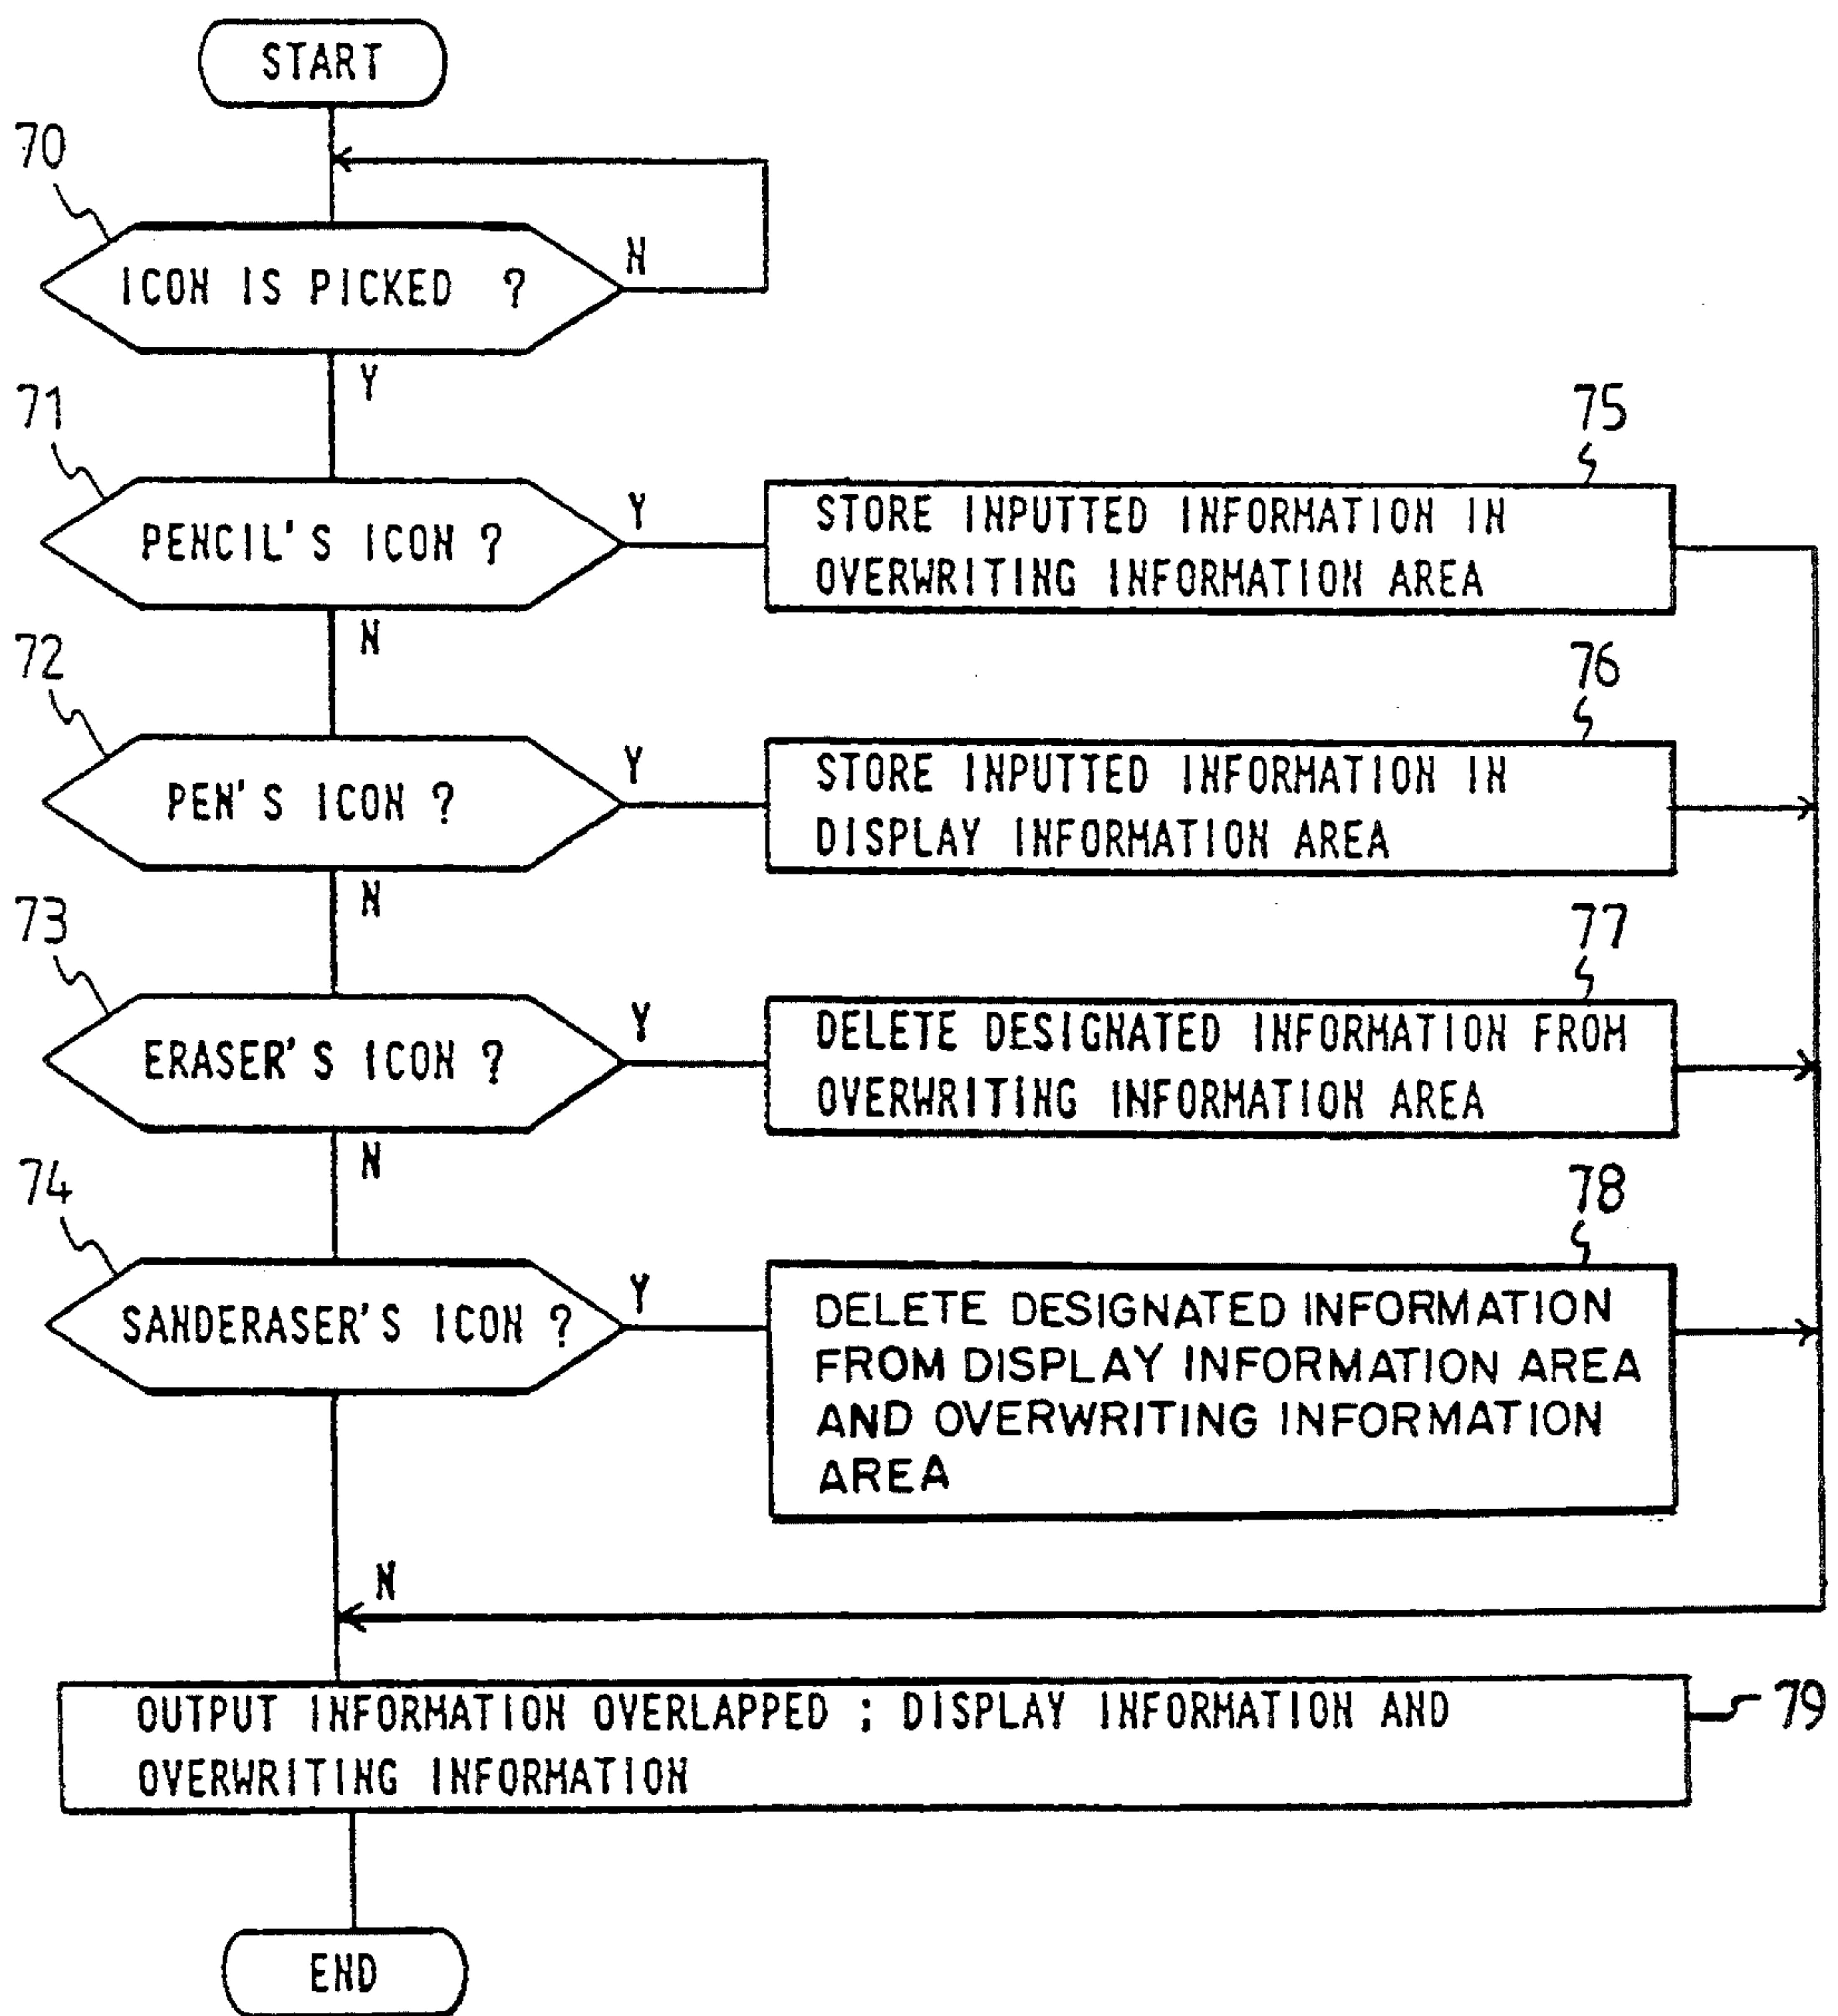 START
70
ICON IS PICKED ?
N
Y
71
PENCIL'S ICON ?
Y
75
STORE INPUTTED INFORMATION IN
OVERWRITING INFORMATION AREA
N
72
PEN'S ICON ?
Y
76
STORE INPUTTED INFORMATION IN
DISPLAY INFORMATION AREA
N
73
ERASER'S ICON ?
Y
77
DELETE DESIGNATED INFORMATION FROM
OVERWRITING INFORMATION AREA
N
74
SANDERASER'S ICON ?
Y
78
DELETE DESIGNATED INFORMATION
FROM DISPLAY INFORMATION AREA
AND OVERWRITING INFORMATION
AREA
N
OUTPUT INFORMATION OVERLAPPED ; DISPLAY INFORMATION AND
OVERWRITING INFORMATION
79
END